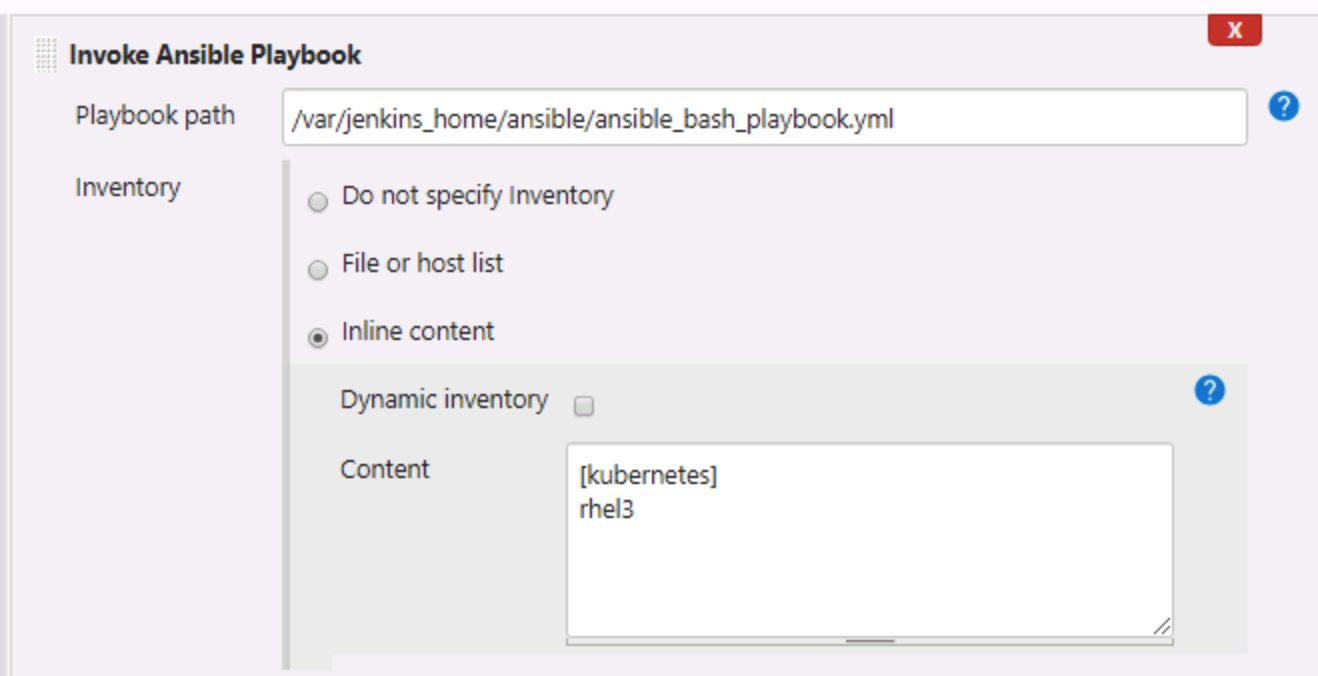 X
Invoke Ansible Playbook
Playbook path
/var/jenkins_home/ansible/ansible_bash_playbook.yml
?
Inventory
Do not specify Inventory
File or host list
Inline content
Dynamic inventory
?
Content
[kubernetes]
rhel3